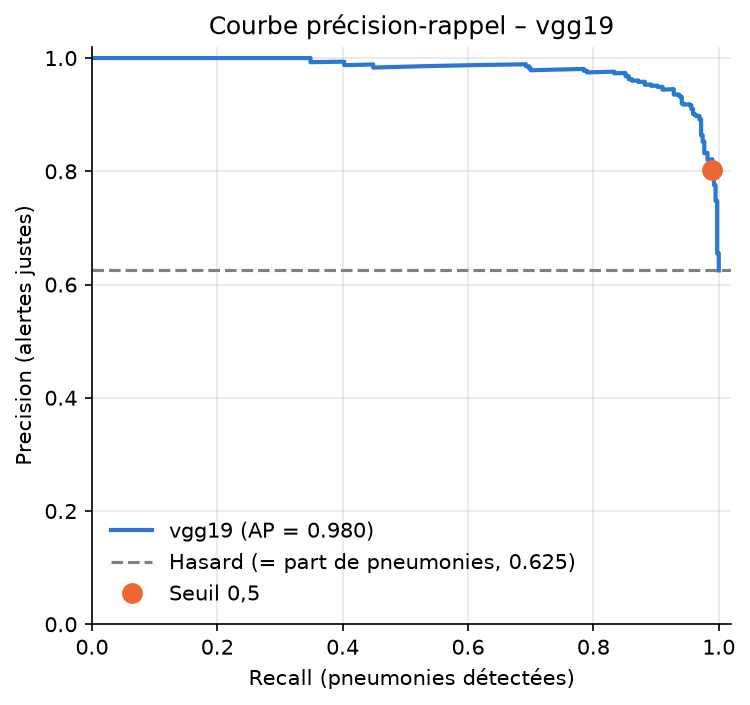 Courbe précision-rappel – vgg19
Precision (alertes justes)
1.0
0.8
0.6
0.4
0.2
0.0
vgg19 (AP = 0.980)
Hasard (= part de pneumonies, 0.625)
Seuil 0,5
0.0 0.2 0.4 0.6 0.8 1.0
Recall (pneumonies détectées)